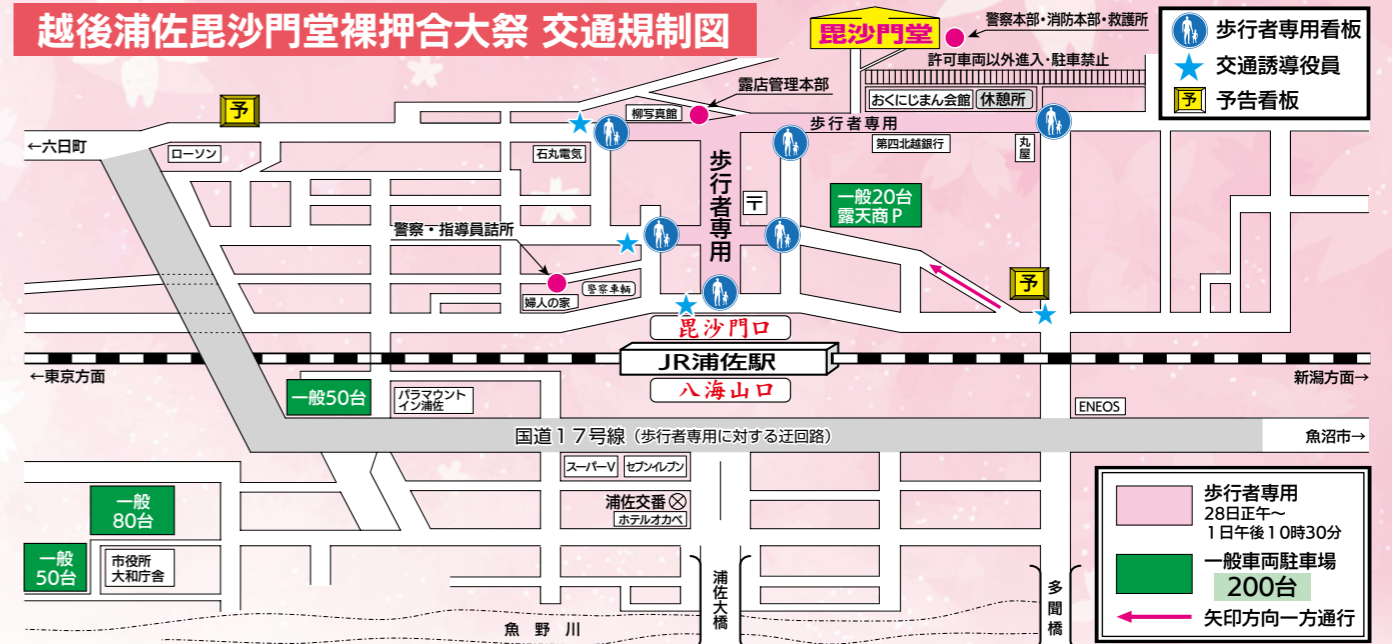 越後浦佐毘沙門堂裸押合大祭 交通規制図
毘沙門堂
警察本部・消防本部・救護所
許可車両以外進入・駐車禁止
歩行者専用看板
交通誘導役員
予 予告看板
予
露店管理本部
柳写真館
おくにじまん会館
休憩所
歩行者専用
第四北越銀行
丸屋
←六日町
ローソン
石丸電気
歩行者専用
〒
一般20台
露天商 P
警察・指導員詰所
婦人の家
警察車輌
予
毘沙門口
JR浦佐駅
八海山口
←東京方面
新潟方面→
一般50台
パラマウント
イン浦佐
ENEOS
国道17号線（歩行者専用に対する迂回路）
魚沼市→
スーパーV
セブンイレブン
浦佐交番
ホテルオカベ
一般
80台
一般
50台
市役所
大和庁舎
浦佐大橋
多聞橋
魚野川
歩行者専用
28日正午～
1日午後10時30分
一般車両駐車場
200台
矢印方向一方通行